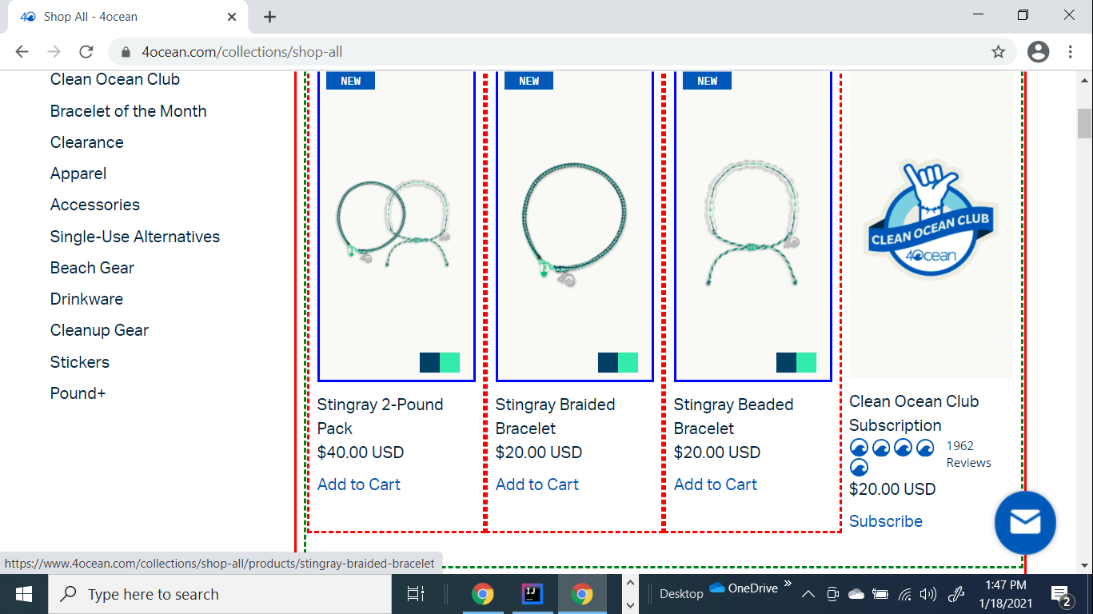 Shop All - 4ocean
4ocean.com/collections/shop-all
Clean Ocean Club
Bracelet of the Month
Clearance
Apparel
Accessories
Single-Use Alternatives
Beach Gear
Drinkware
Cleanup Gear
Stickers
Pound+
NEW
NEW
NEW
CLEAN OCEAN CLUB
4ocean
Stingray 2-Pound
Pack
$40.00 USD
Add to Cart
Stingray Braided
Bracelet
$20.00 USD
Add to Cart
Stingray Beaded
Bracelet
$20.00 USD
Add to Cart
Clean Ocean Club
Subscription
1962
Reviews
$20.00 USD
Subscribe
https://www.4ocean.com/collections/shop-all/products/stingray-braided-bracelet
Type here to search
IJ
Desktop
OneDrive
1:47 PM
1/18/2021
2